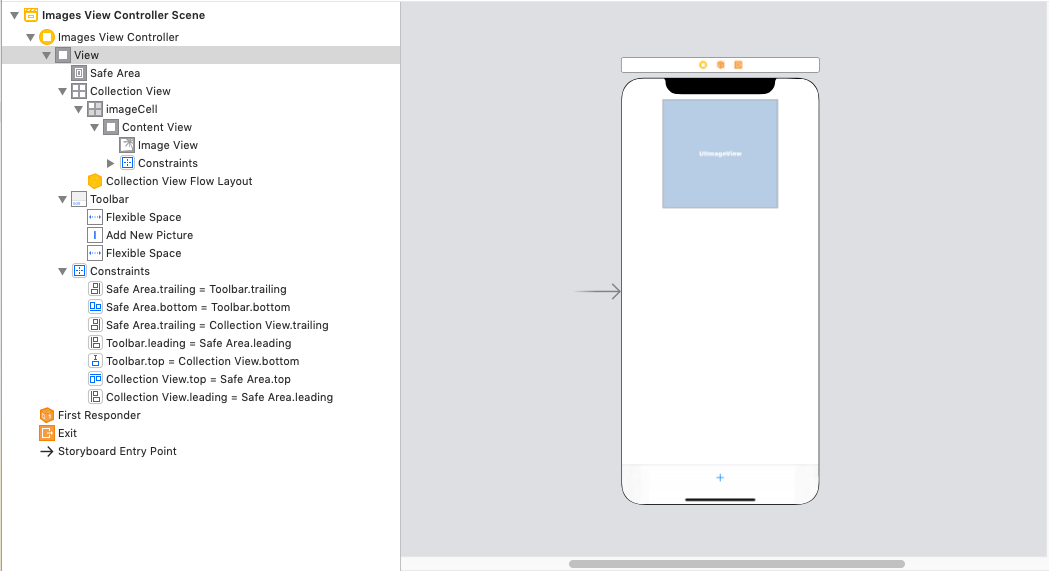 Images View Controller Scene
Images View Controller
View
Safe Area
Collection View
imageCell
Content View
Image View
Constraints
Collection View Flow Layout
Toolbar
Flexible Space
Add New Picture
Flexible Space
Constraints
Safe Area.trailing = Toolbar.trailing
Safe Area.bottom = Toolbar.bottom
Safe Area.trailing = Collection View.trailing
Toolbar.leading = Safe Area.leading
Toolbar.top = Collection View.bottom
Collection View.top = Safe Area.top
Collection View.leading = Safe Area.leading
First Responder
Exit
Storyboard Entry Point
UIImageView